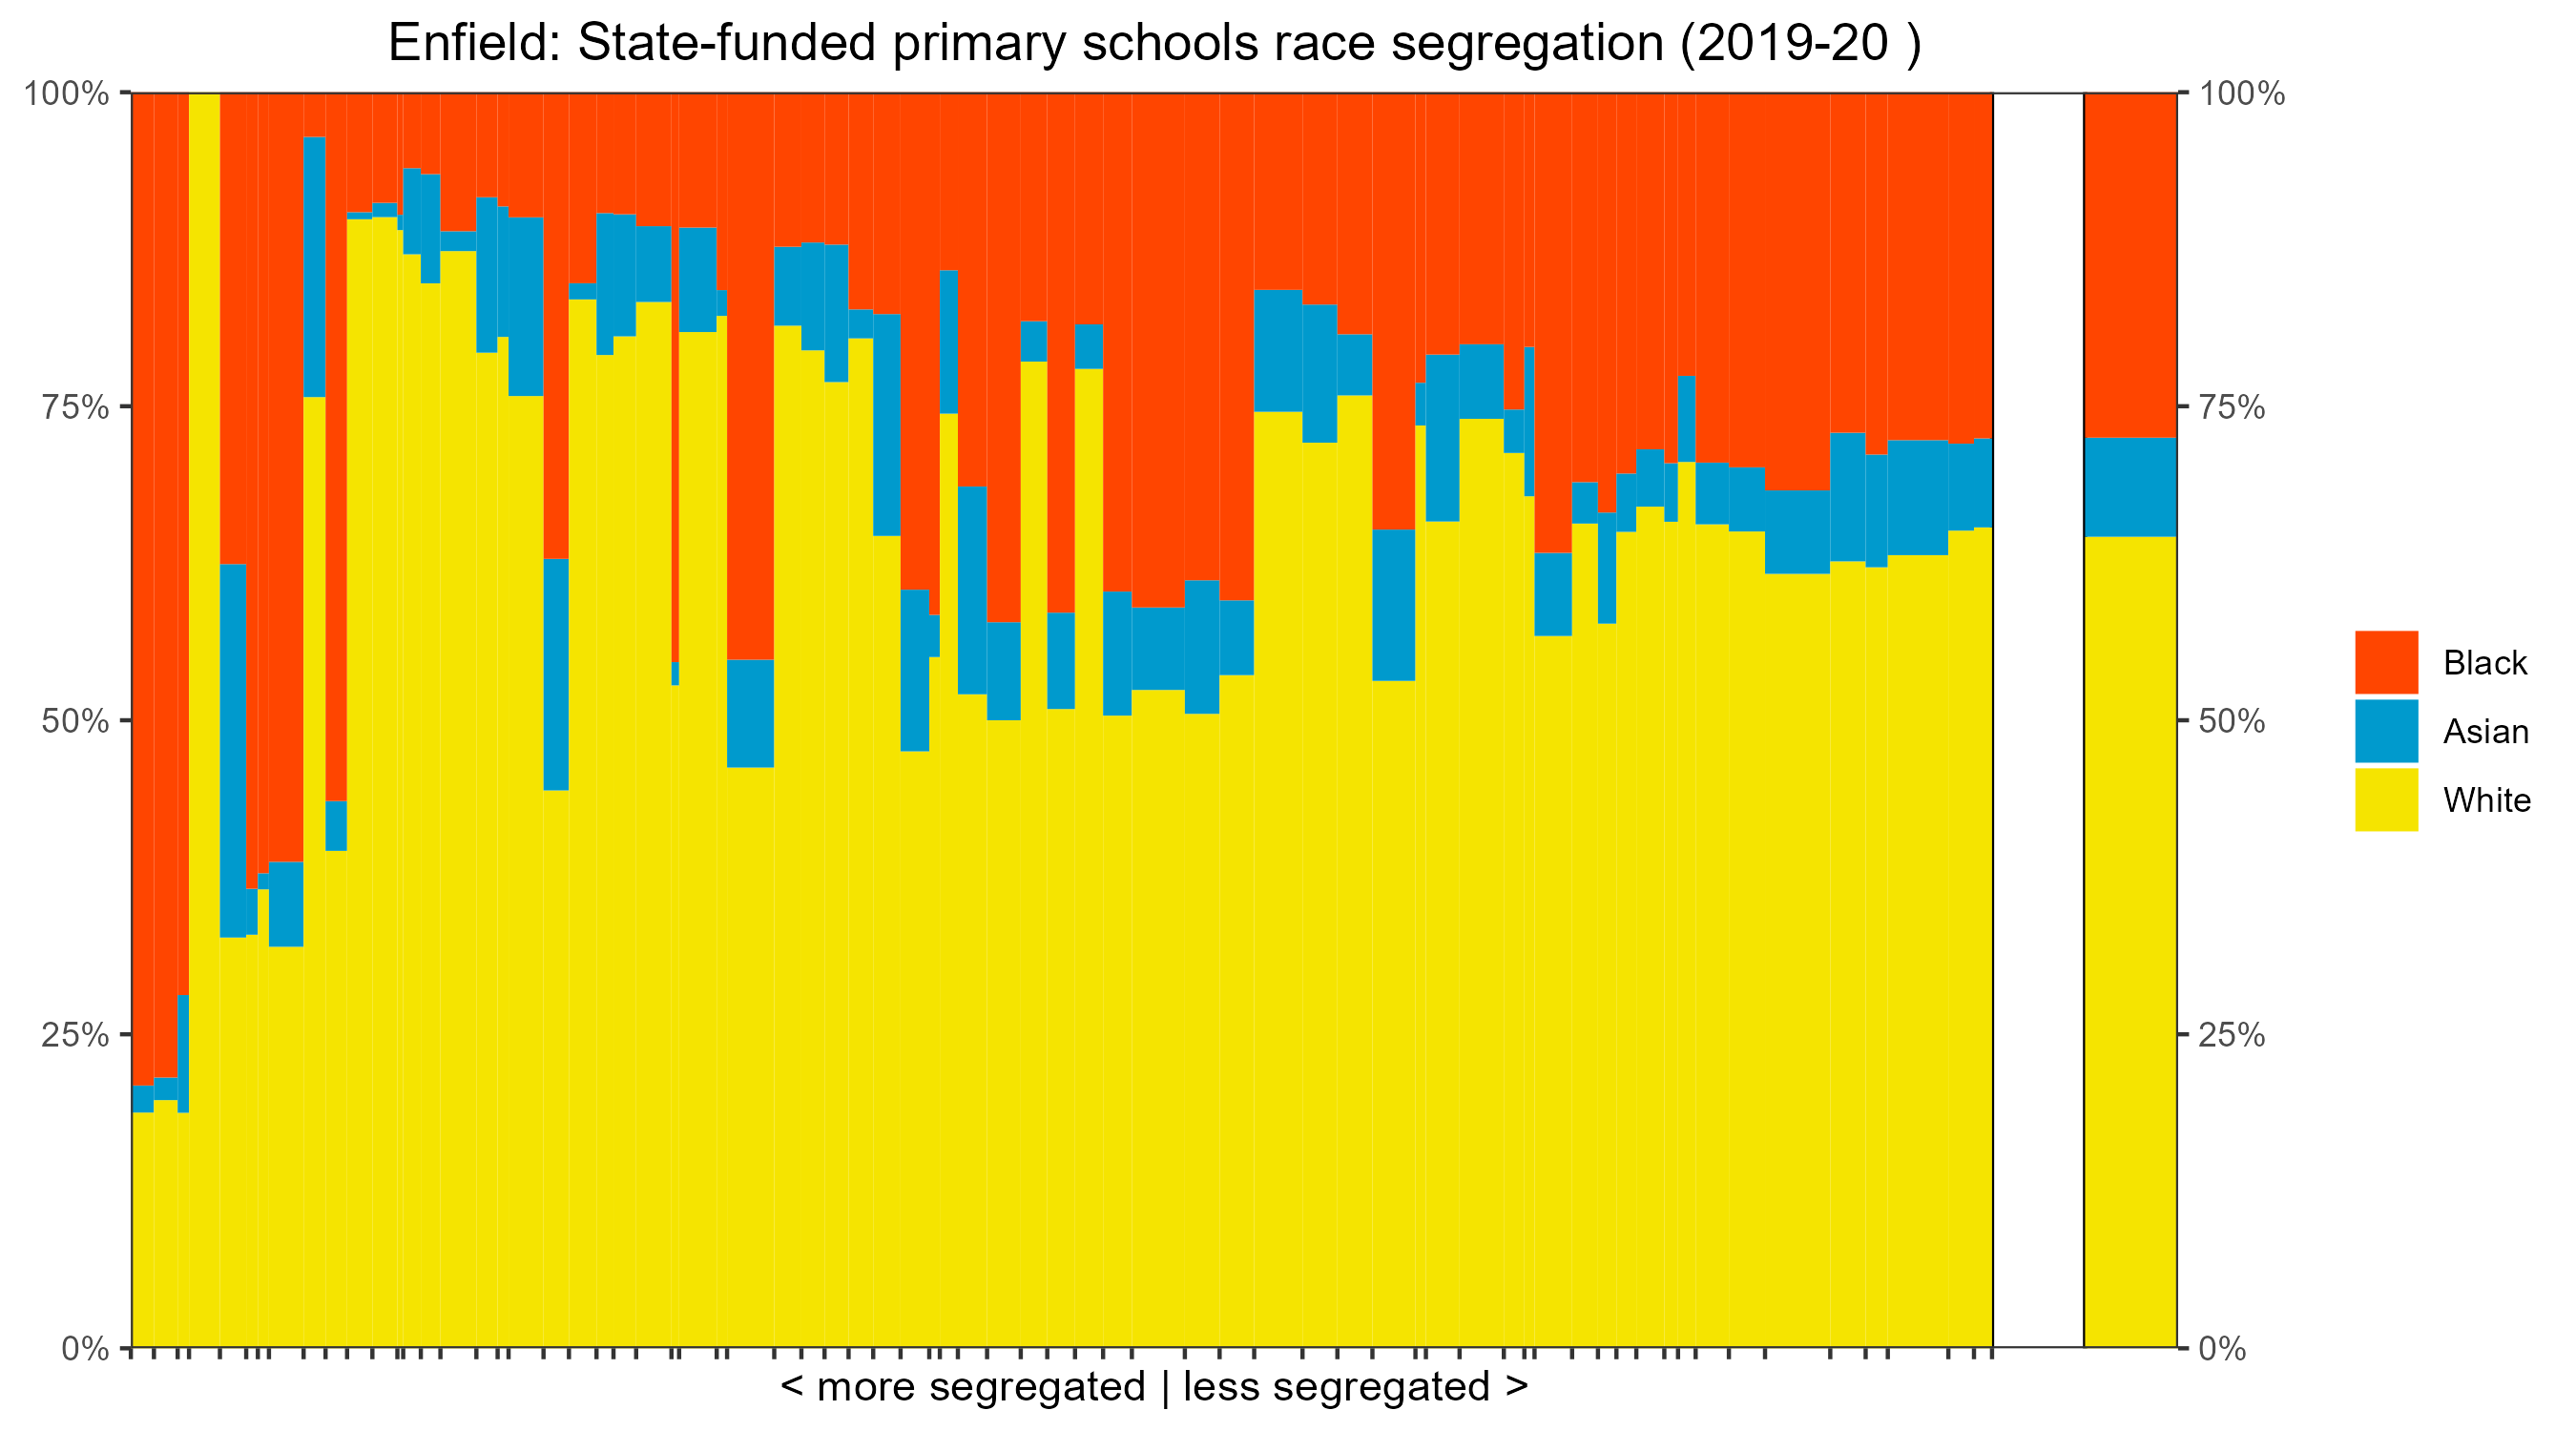 Enfield: State-funded primary schools race segregation (2019-20 )
100%
75%
50%
25%
0%
100%
75%
50%
25%
0%
Black
Asian
White
< more segregated | less segregated >